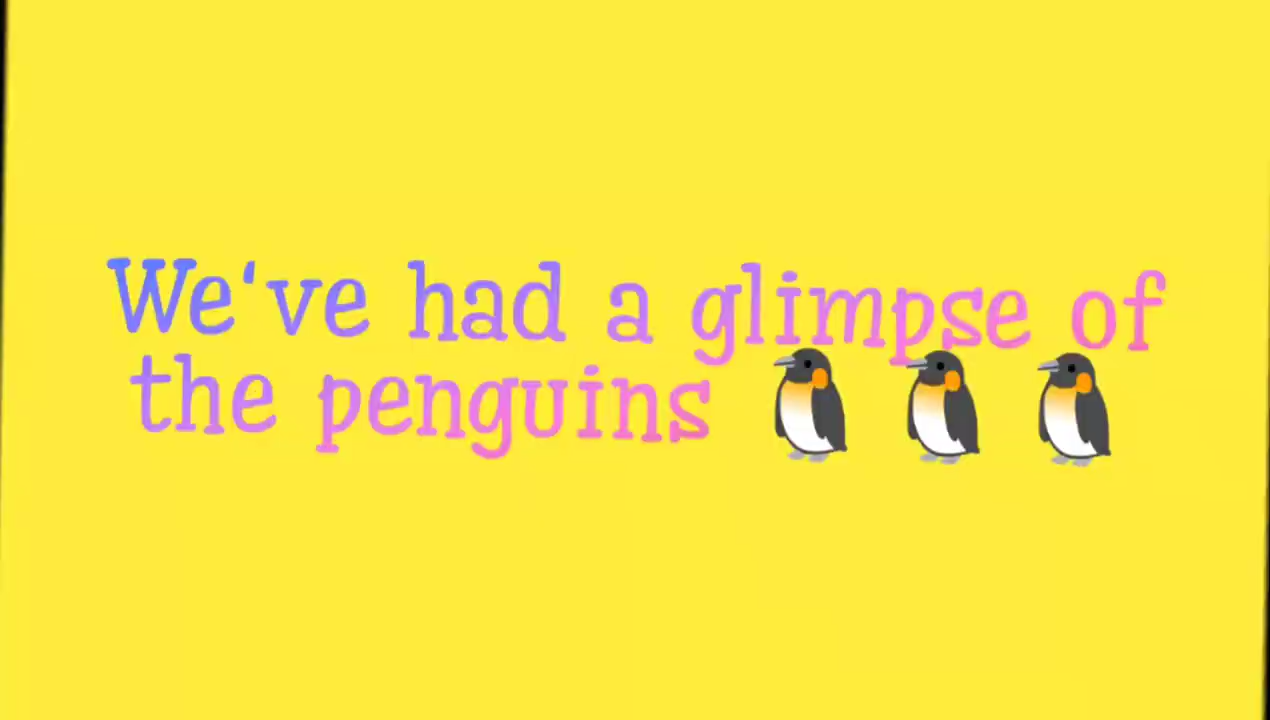 We've had a glimpse of
the penguins 🐧 🐧 🐧